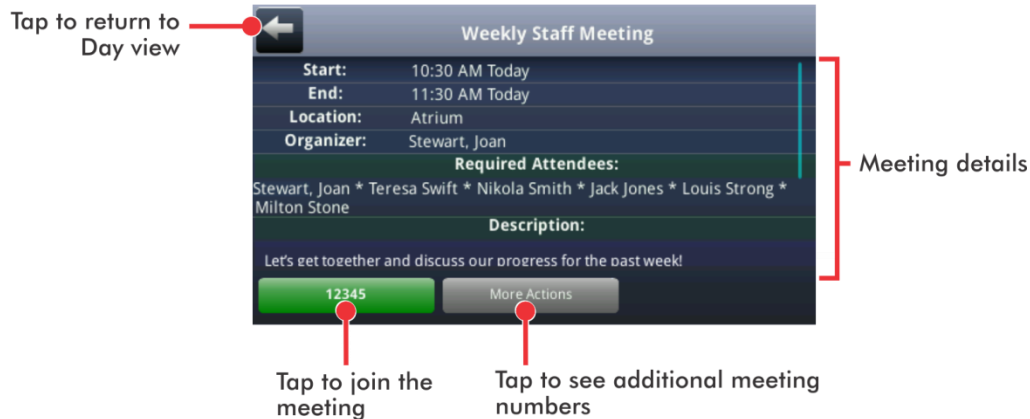 Tap to return to
Day view
Weekly Staff Meeting
Start: 10:30 AM Today
End: 11:30 AM Today
Location: Atrium
Organizer: Stewart, Joan
Required Attendees:
Stewart, Joan * Teresa Swift * Nikola Smith * Jack Jones * Louis Strong *
Milton Stone
Description:
Let's get together and discuss our progress for the past week!
Meeting details
12345
More Actions
Tap to join the
meeting
Tap to see additional meeting
numbers